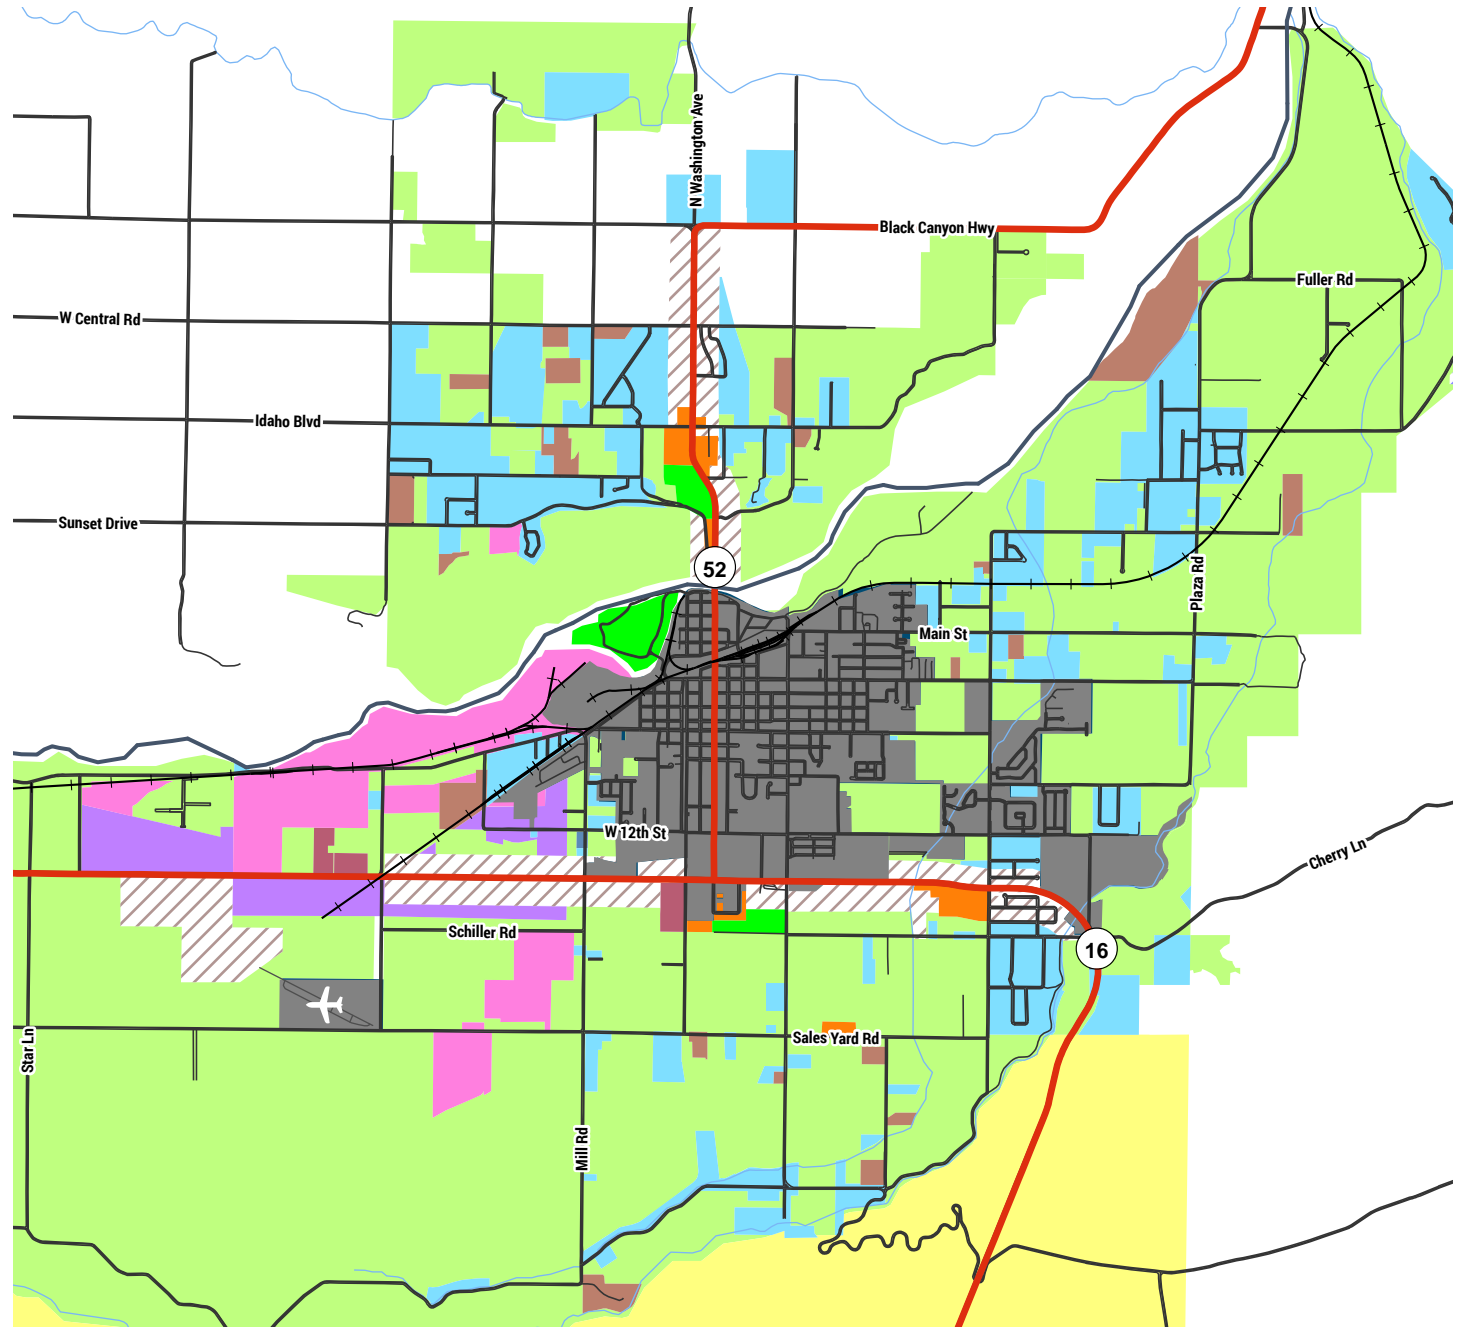 N Washington Ave
Black Canyon Hwy
Fuller Rd
W Central Rd
Idaho Blvd
Sunset Drive
52
Plaza Rd
Main St
W 12th St
Cherry Ln
Schiller Rd
16
Star Ln
Sales Yard Rd
Mill Rd